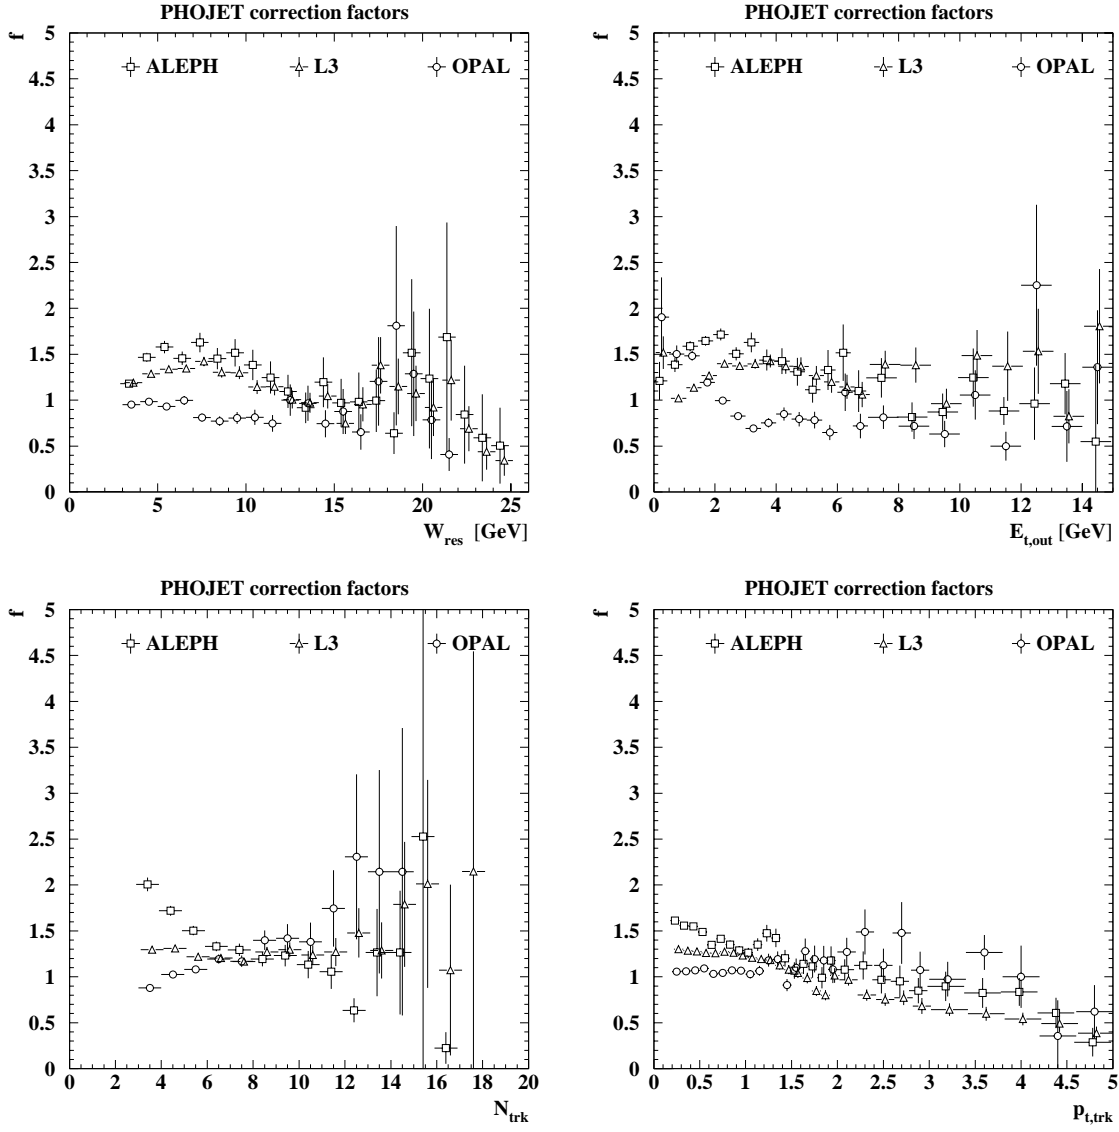 PHOJET correction factors
f
5
4.5
4
3.5
3
2.5
2
1.5
1
0.5
0
ALEPH L3 OPAL
0 5 10 15 20 25
W_res [GeV]
PHOJET correction factors
f
5
4.5
4
3.5
3
2.5
2
1.5
1
0.5
0
ALEPH L3 OPAL
0 2 4 6 8 10 12 14
E_t,out [GeV]
PHOJET correction factors
f
5
4.5
4
3.5
3
2.5
2
1.5
1
0.5
0
ALEPH L3 OPAL
0 2 4 6 8 10 12 14 16 18 20
N_trk
PHOJET correction factors
f
5
4.5
4
3.5
3
2.5
2
1.5
1
0.5
0
ALEPH L3 OPAL
0 0.5 1 1.5 2 2.5 3 3.5 4 4.5 5
p_t,trk